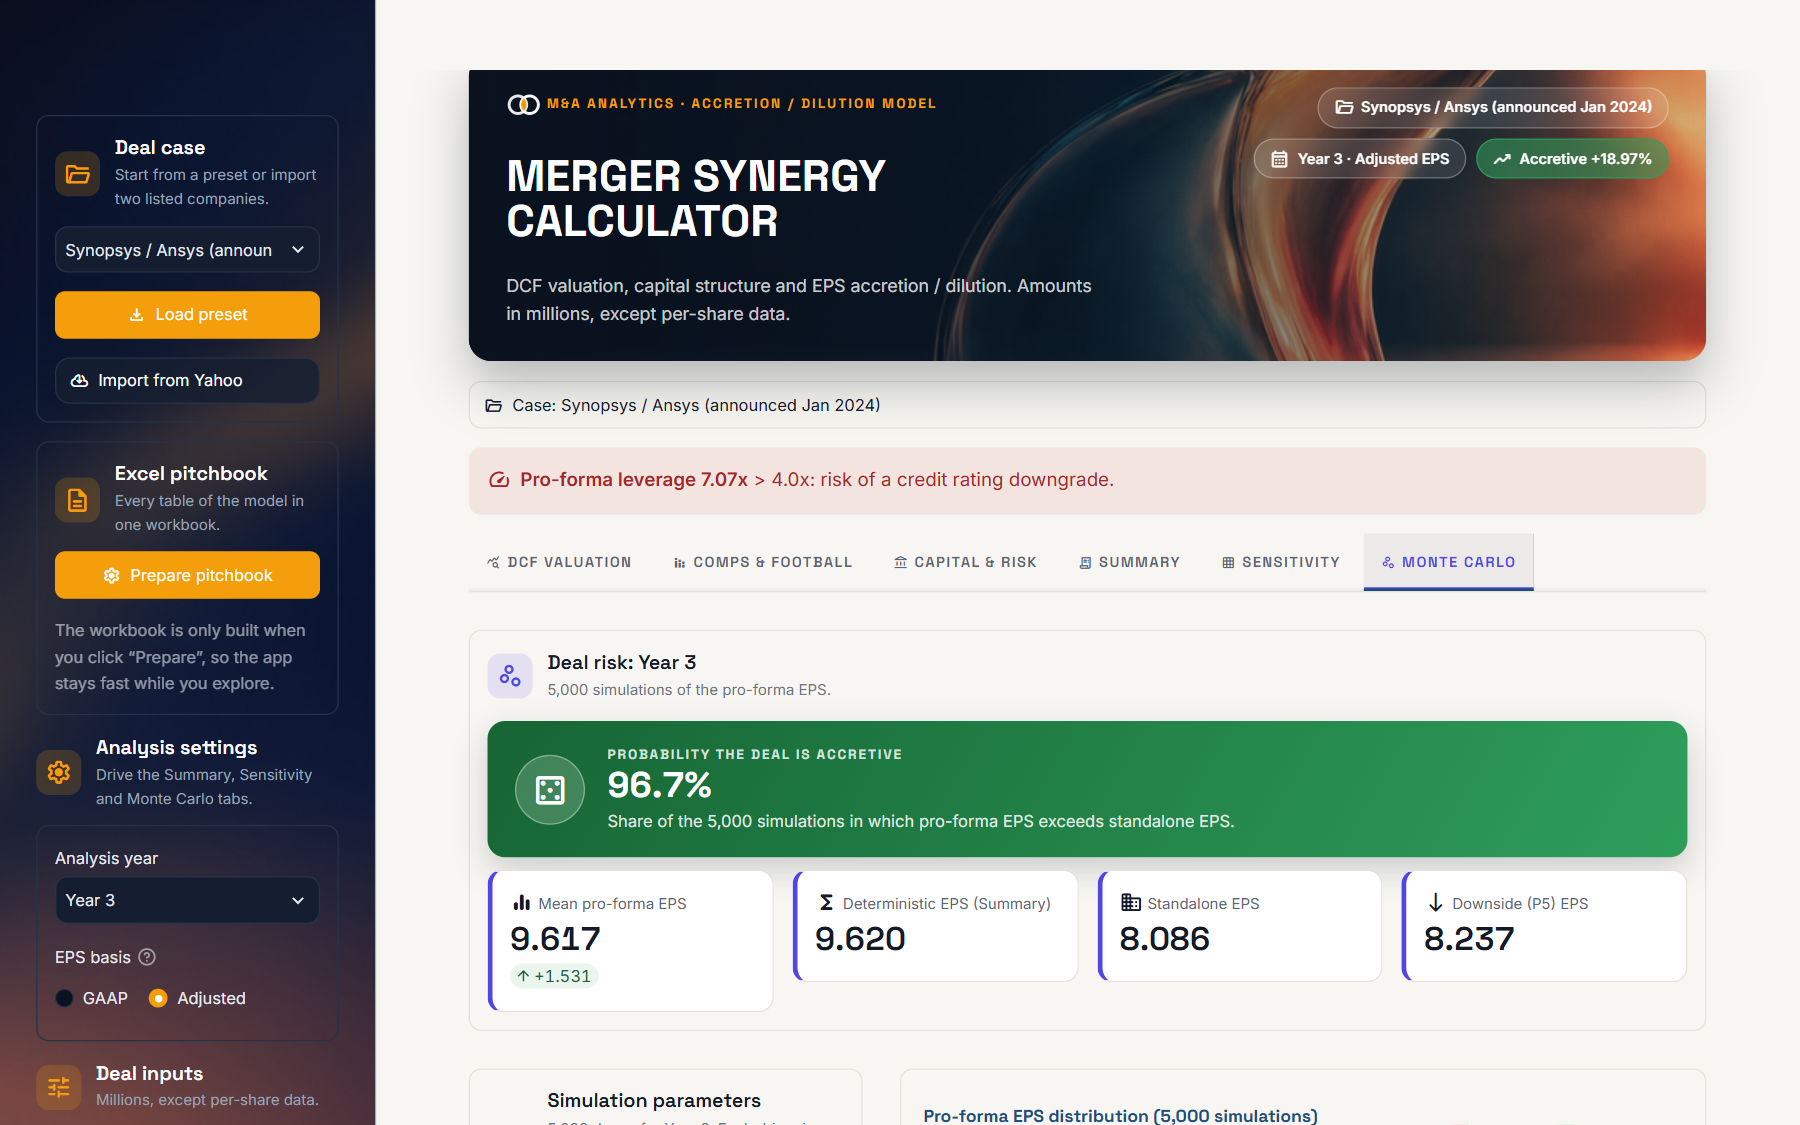 Deal case
Start from a preset or import
two listed companies.
Synopsys / Ansys (announ
Load preset
Import from Yahoo
Excel pitchbook
Every table of the model in
one workbook.
Prepare pitchbook
The workbook is only built when
you click “Prepare”, so the app
stays fast while you explore.
Analysis settings
Drive the Summary, Sensitivity
and Monte Carlo tabs.
Analysis year
Year 3
EPS basis
GAAP Adjusted
Deal inputs
Millions, except per-share data.
M&A ANALYTICS · ACCRETION / DILUTION MODEL
Synopsys / Ansys (announced Jan 2024)
Year 3 · Adjusted EPS Accretive +18.97%
MERGER SYNERGY
CALCULATOR
DCF valuation, capital structure and EPS accretion / dilution. Amounts
in millions, except per-share data.
Case: Synopsys / Ansys (announced Jan 2024)
Pro-forma leverage 7.07x > 4.0x: risk of a credit rating downgrade.
DCF VALUATION COMPS & FOOTBALL CAPITAL & RISK SUMMARY SENSITIVITY MONTE CARLO
Deal risk: Year 3
5,000 simulations of the pro-forma EPS.
PROBABILITY THE DEAL IS ACCRETIVE
96.7%
Share of the 5,000 simulations in which pro-forma EPS exceeds standalone EPS.
Mean pro-forma EPS
9.617
+1.531
Deterministic EPS (Summary)
9.620
Standalone EPS
8.086
Downside (P5) EPS
8.237
Simulation parameters
Pro-forma EPS distribution (5,000 simulations)